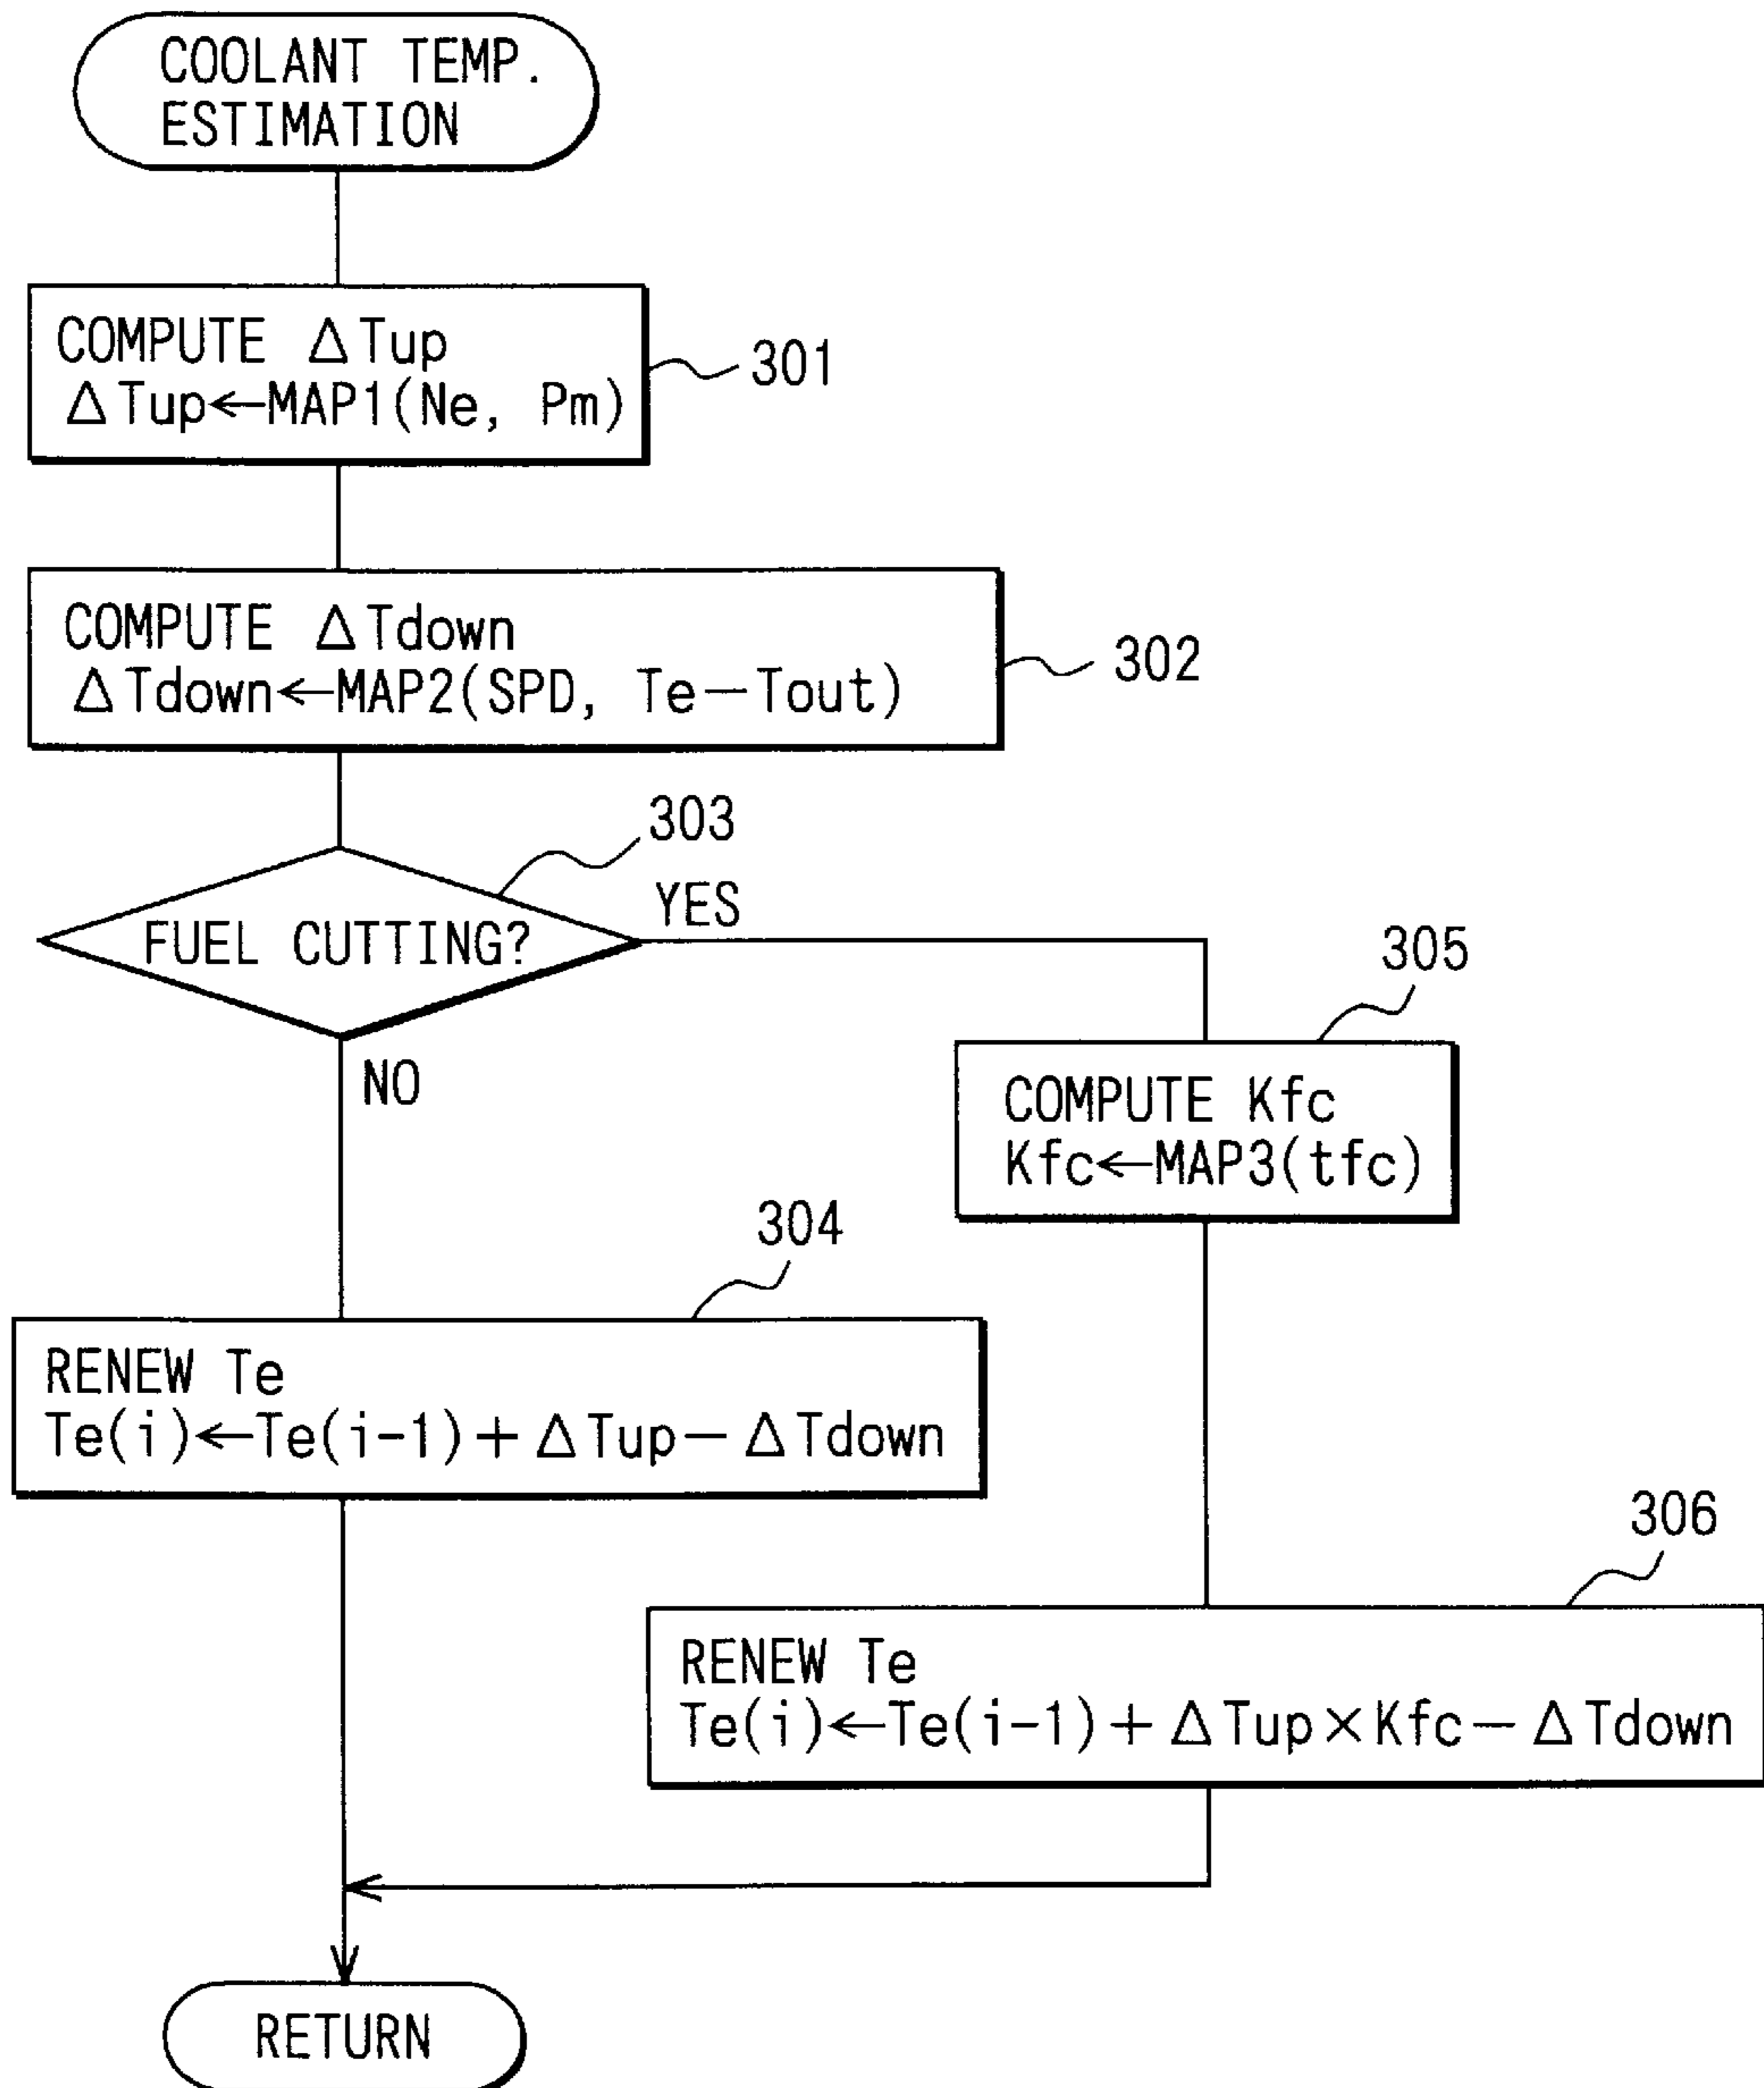 COOLANT TEMP.
ESTIMATION
COMPUTE ΔTup
ΔTup←MAP1(Ne, Pm)
301
COMPUTE ΔTdown
ΔTdown←MAP2(SPD, Te−Tout)
302
303
FUEL CUTTING?
YES
NO
305
COMPUTE Kfc
Kfc←MAP3(tfc)
304
RENEW Te
Te(i)←Te(i-1)+ΔTup−ΔTdown
306
RENEW Te
Te(i)←Te(i-1)+ΔTup×Kfc−ΔTdown
RETURN